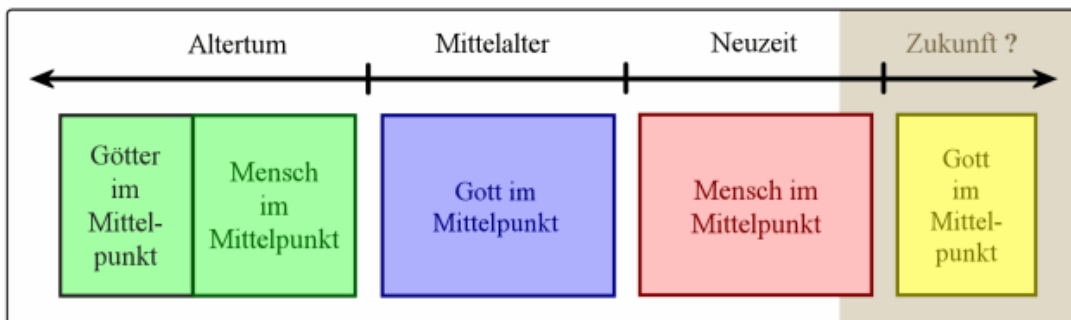 Altertum
Mittelalter
Neuzeit
Zukunft ?
Götter
im
Mittel-
punkt
Mensch
im
Mittelpunkt
Gott im
Mittelpunkt
Mensch im
Mittelpunkt
Gott
im
Mittel-
punkt